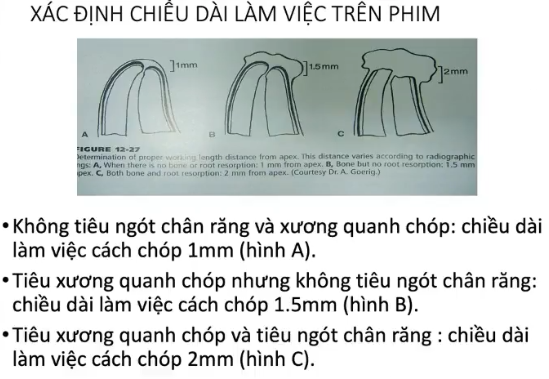 XÁC ĐỊNH CHIỀU DÀI LÀM VIỆC TRÊN PHIM
1mm
1.5mm
2mm
A
B
C
FIGURE 12-27
Determination of proper working length distance from apex. This distance varies according to radiographic
A, When there is no bone or root resorption: 1 mm from apex. B, Bone but no root resorption: 1.5 mm
apex. C, Both bone and root resorption: 2 mm from apex. (Courtesy Dr. A. Goerig.)
•Không tiêu ngót chân răng và xương quanh chóp: chiều dài
làm việc cách chóp 1mm (hình A).
•Tiêu xương quanh chóp nhưng không tiêu ngót chân răng:
chiều dài làm việc cách chóp 1.5mm (hình B).
•Tiêu xương quanh chóp và tiêu ngót chân răng : chiều dài
làm việc cách chóp 2mm (hình C).